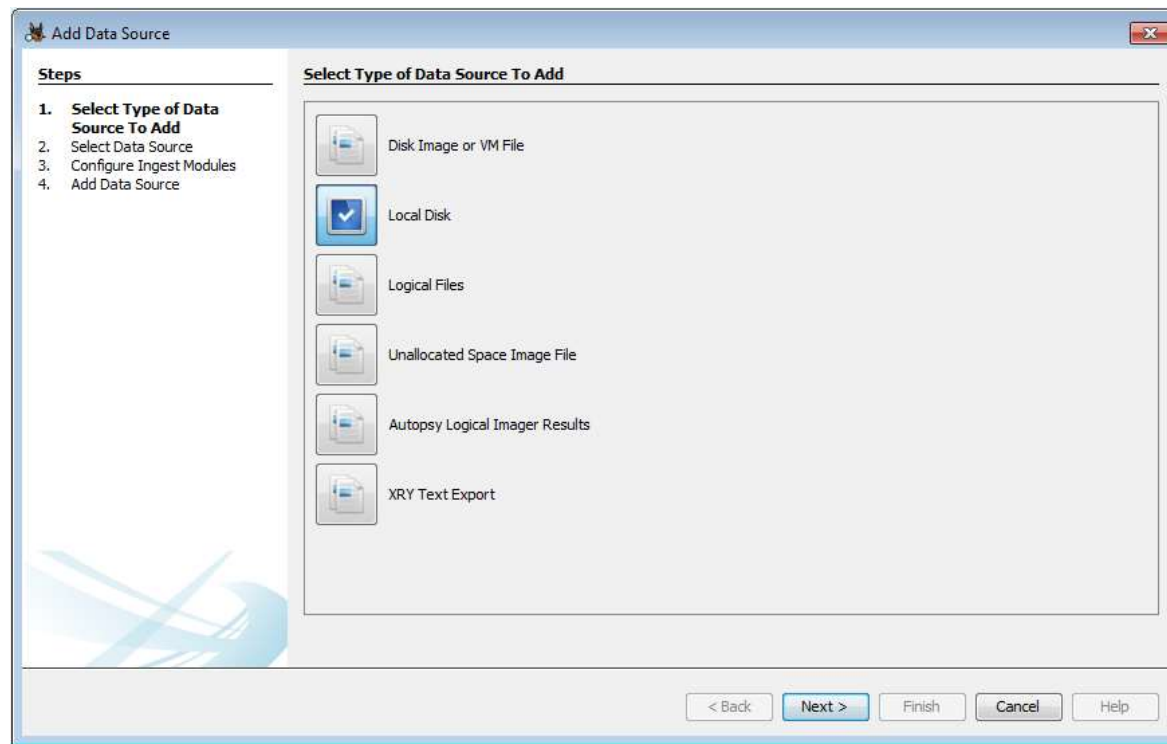 Add Data Source
Steps
1. Select Type of Data
Source To Add
2. Select Data Source
3. Configure Ingest Modules
4. Add Data Source
Select Type of Data Source To Add
Disk Image or VM File
Local Disk
Logical Files
Unallocated Space Image File
Autopsy Logical Imager Results
XRY Text Export
< Back
Next >
Finish
Cancel
Help